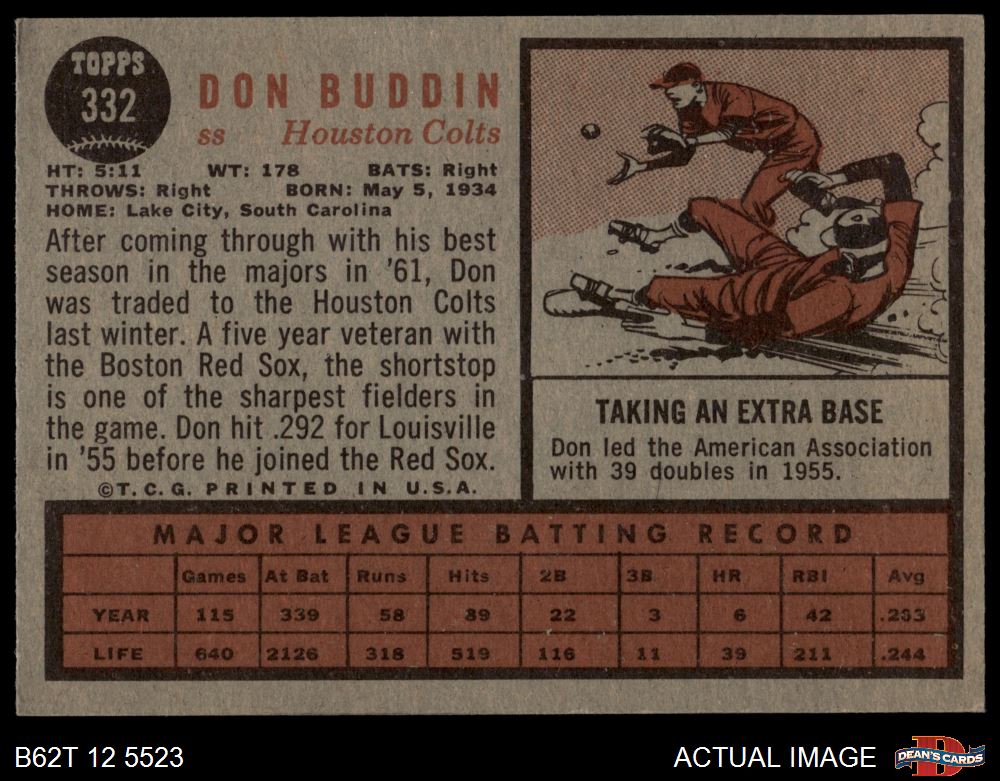 TOPPS
332
DON BUDDIN
ss Houston Colts
HT: 5:11 WT: 178 BATS: Right
THROWS: Right BORN: May 5, 1934
HOME: Lake City, South Carolina
After coming through with his best
season in the majors in '61, Don
was traded to the Houston Colts
last winter. A five year veteran with
the Boston Red Sox, the shortstop
is one of the sharpest fielders in
the game. Don hit .292 for Louisville
in '55 before he joined the Red Sox.
©T.C.G. PRINTED IN U.S.A.
TAKING AN EXTRA BASE
Don led the American Association
with 39 doubles in 1955.
MAJOR LEAGUE BATTING RECORD
Games At Bat Runs Hits 2B 3B HR RBI Avg
YEAR 115 339 58 89 22 3 6 42 .263
LIFE 640 2126 318 519 116 11 39 211 .244
B62T 12 5523
ACTUAL IMAGE
D
DEAN'S CARDS